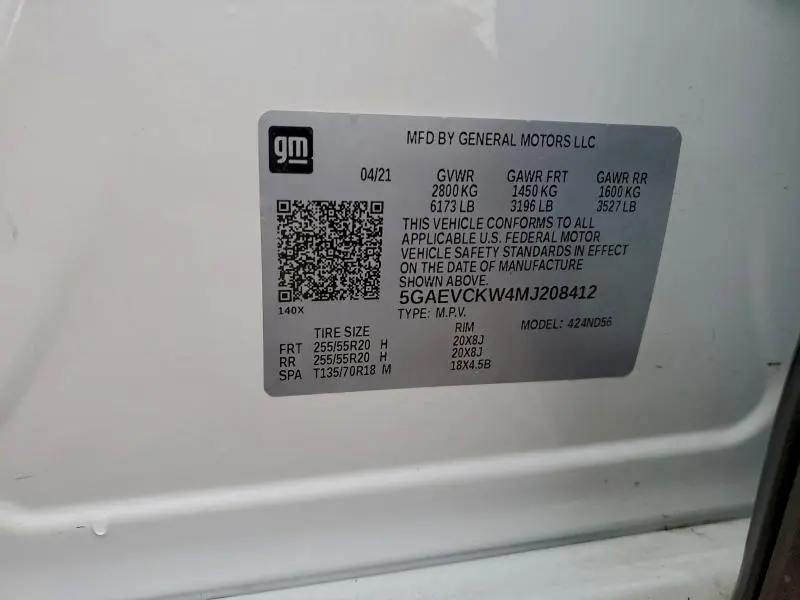 gm
MFD BY GENERAL MOTORS LLC
04/21 GVWR GAWR FRT GAWR RR
2800 KG 1450 KG 1600 KG
6173 LB 3196 LB 3527 LB
THIS VEHICLE CONFORMS TO ALL
APPLICABLE U.S. FEDERAL MOTOR
VEHICLE SAFETY STANDARDS IN EFFECT
ON THE DATE OF MANUFACTURE
SHOWN ABOVE.
5GAEVCKW4MJ208412
140X
TYPE: M.P.V. MODEL: 424ND56
TIRE SIZE RIM
FRT 255/55R20 H 20X8J
RR 255/55R20 H 20X8J
SPA T135/70R18 M 18X4.5B